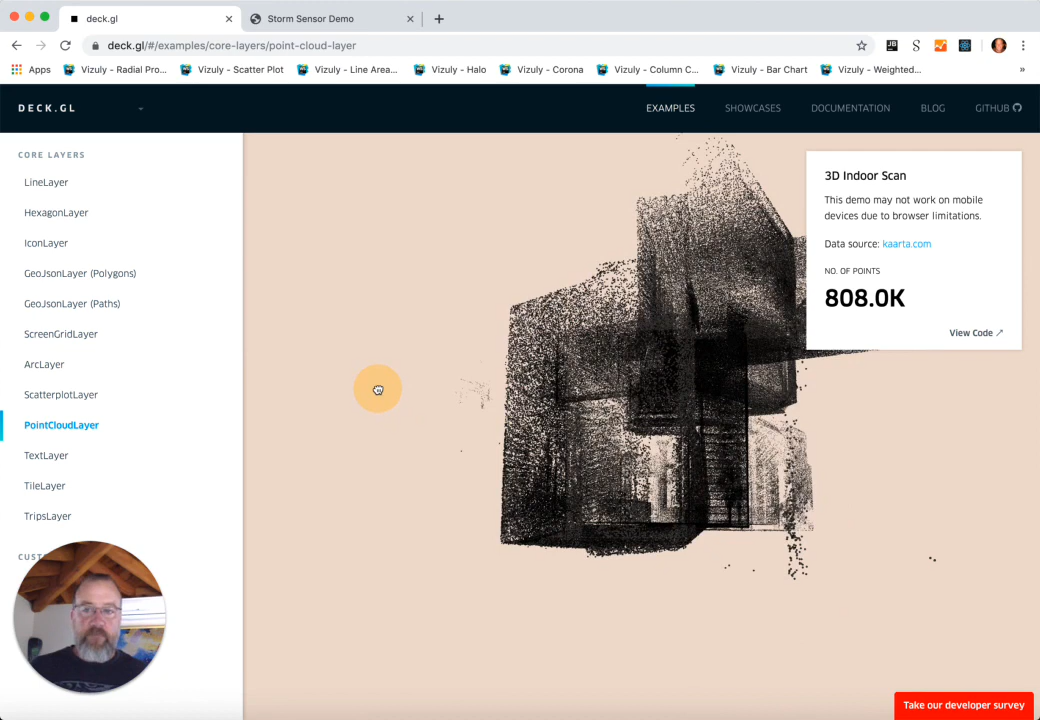 deck.gl
Storm Sensor Demo
deck.gl/#/examples/core-layers/point-cloud-layer
JB
S
Apps
Vizuly - Radial Pro...
Vizuly - Scatter Plot
Vizuly - Line Area...
Vizuly - Halo
Vizuly - Corona
Vizuly - Column C...
Vizuly - Bar Chart
Vizuly - Weighted...
»
DECK.GL
EXAMPLES
SHOWCASES
DOCUMENTATION
BLOG
GITHUB
CORE LAYERS
LineLayer
HexagonLayer
IconLayer
GeoJsonLayer (Polygons)
GeoJsonLayer (Paths)
ScreenGridLayer
ArcLayer
ScatterplotLayer
PointCloudLayer
TextLayer
TileLayer
TripsLayer
CUST
3D Indoor Scan
This demo may not work on mobile
devices due to browser limitations.
Data source: kaarta.com
NO. OF POINTS
808.0K
View Code ↗
Take our developer survey